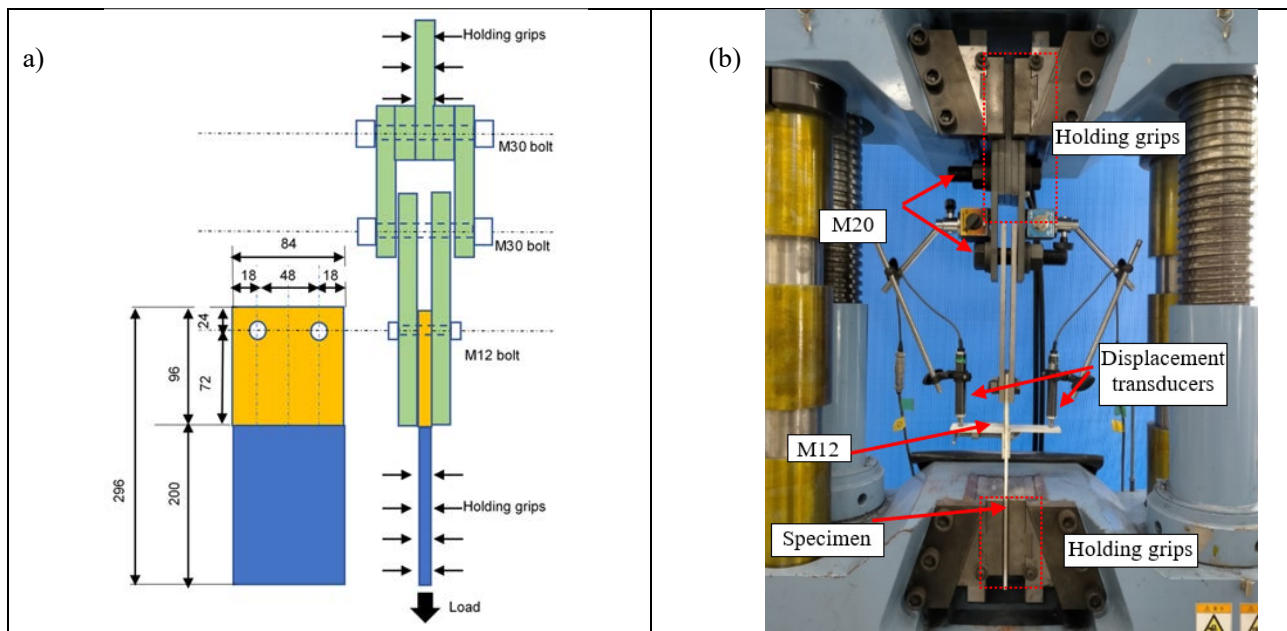 a)
Holding grips
M30 bolt
M30 bolt
84
18 48 18
24
96
72
M12 bolt
296
200
Holding grips
Load
(b)
Holding grips
M20
Displacement
transducers
M12
Specimen
Holding grips